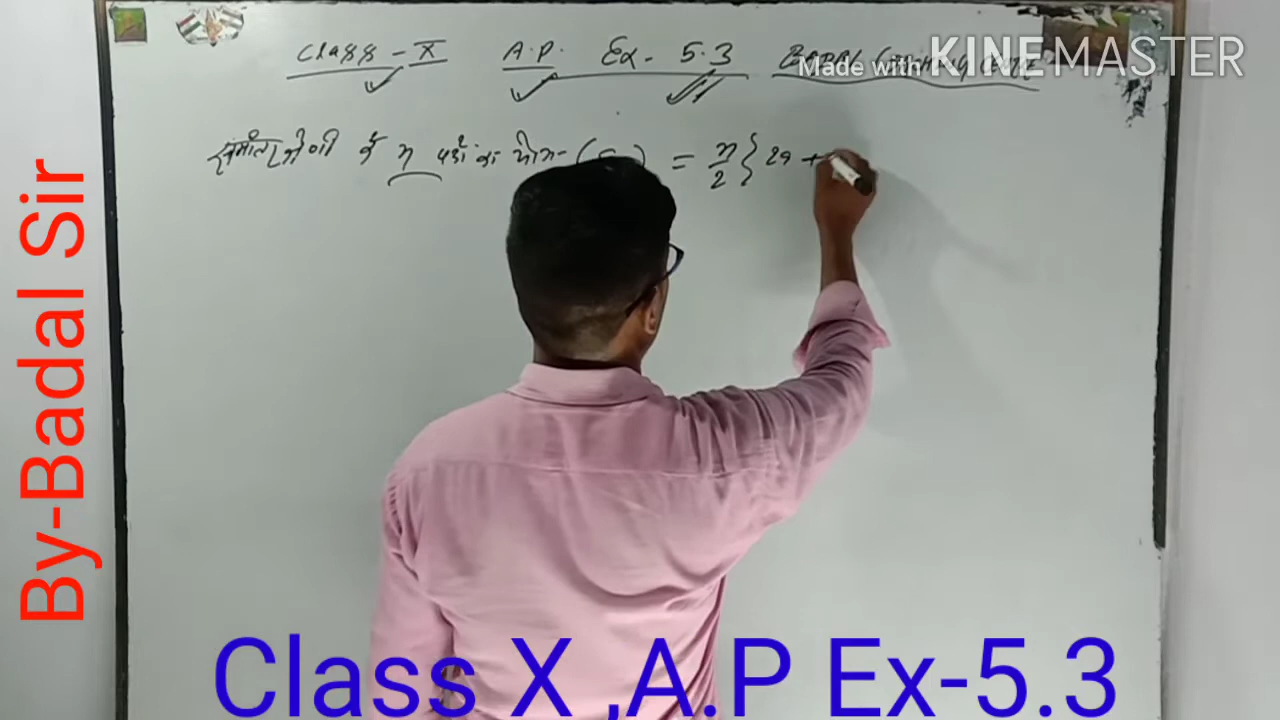 Class - X A.P. Ex - 5.3
Made with KINEMASTER
समांतर श्रेणी के n पदों का योग = n/2 { 2a +
By-Badal Sir
Class X ,A.P Ex-5.3